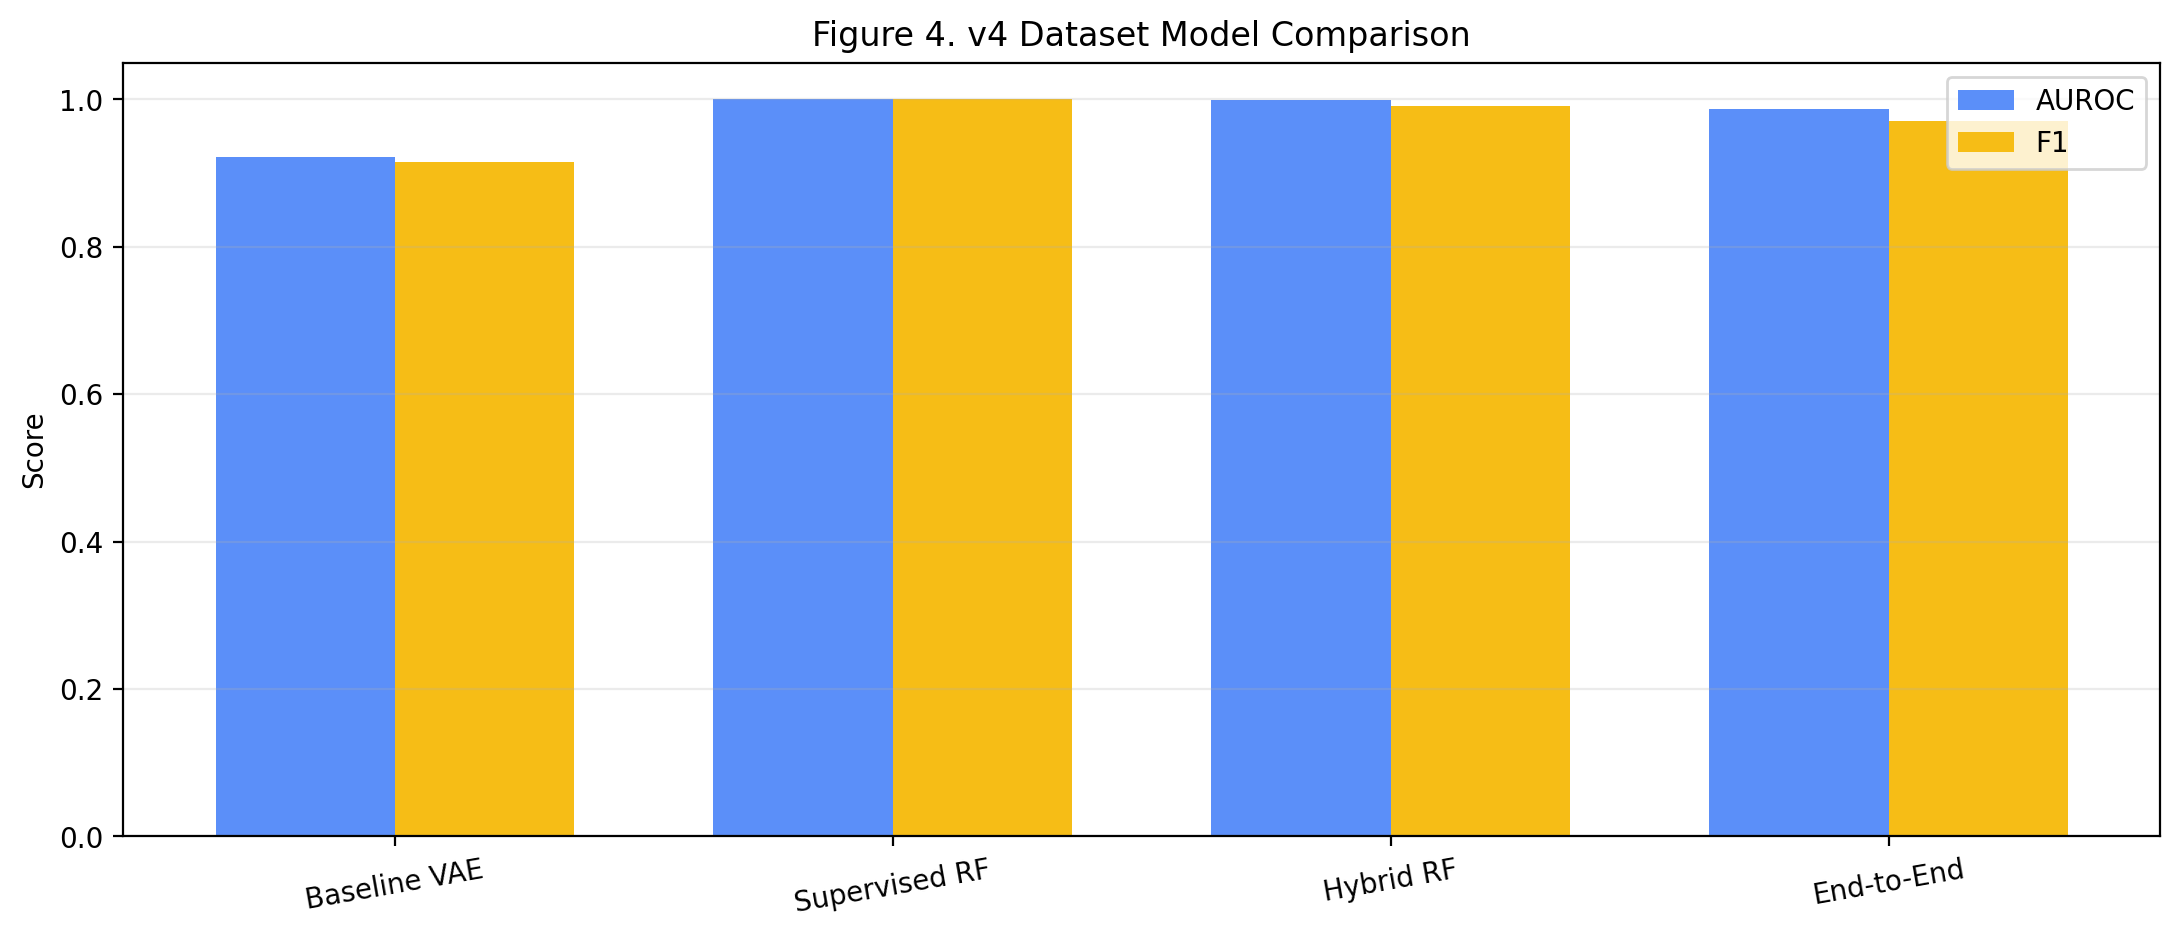 Figure 4. v4 Dataset Model Comparison
AUROC
F1
Score
1.0
0.8
0.6
0.4
0.2
0.0
Baseline VAE
Supervised RF
Hybrid RF
End-to-End